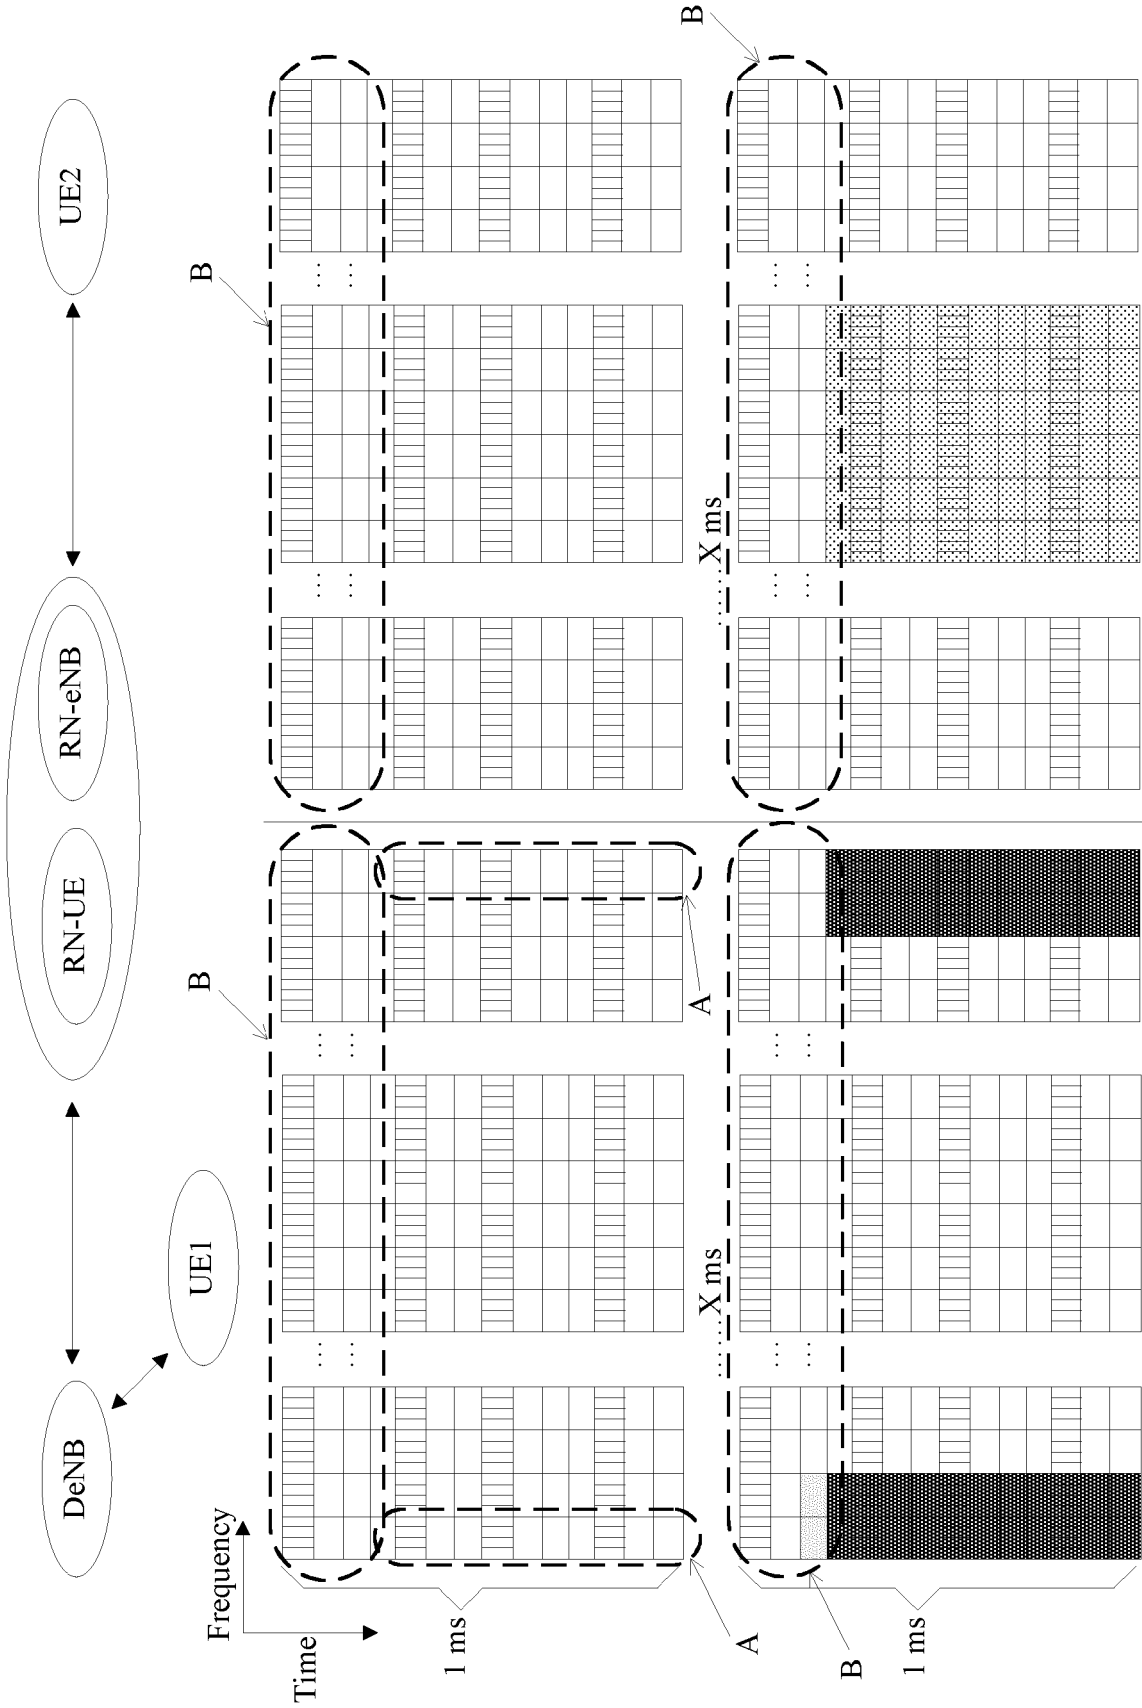 DeNB
RN-UE
RN-eNB
UE2
UE1
B
B
Frequency
Time
1 ms
A
A
......X ms
......X ms
B
B
1 ms